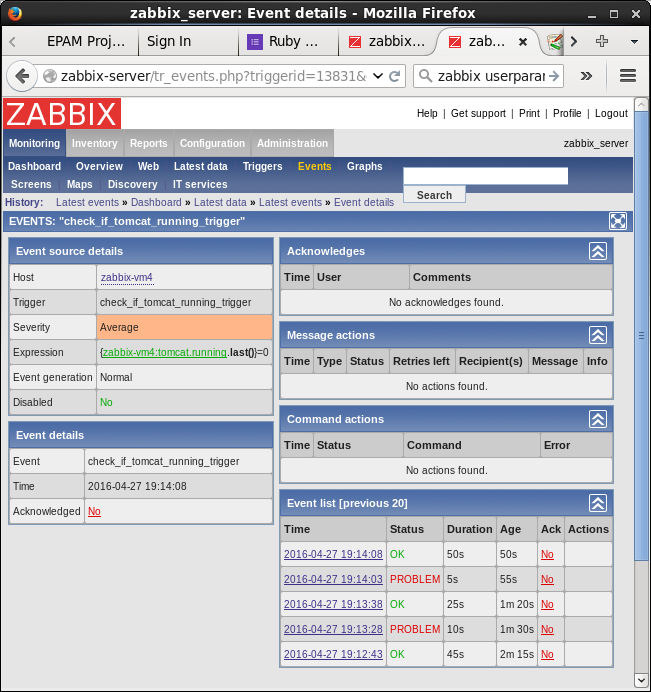 zabbix_server: Event details - Mozilla Firefox
EPAM Proj... Sign In Ruby ... zabbix... zab...
zabbix-server/tr_events.php?triggerid=13831& zabbix userparar
ZABBIX
Help | Get support | Print | Profile | Logout
Monitoring Inventory Reports Configuration Administration zabbix_server
Dashboard Overview Web Latest data Triggers Events Graphs
Screens Maps Discovery IT services
Search
History: Latest events » Dashboard » Latest data » Latest events » Event details
EVENTS: "check_if_tomcat_running_trigger"
Event source details
Host zabbix-vm4
Trigger check_if_tomcat_running_trigger
Severity Average
Expression {zabbix-vm4:tomcat.running.last()}=0
Event generation Normal
Disabled No
Event details
Event check_if_tomcat_running_trigger
Time 2016-04-27 19:14:08
Acknowledged No
Acknowledges
Time User Comments
No acknowledges found.
Message actions
Time Type Status Retries left Recipient(s) Message Info
No actions found.
Command actions
Time Status Command Error
No actions found.
Event list [previous 20]
Time Status Duration Age Ack Actions
2016-04-27 19:14:08 OK 50s 50s No
2016-04-27 19:14:03 PROBLEM 5s 55s No
2016-04-27 19:13:38 OK 25s 1m 20s No
2016-04-27 19:13:28 PROBLEM 10s 1m 30s No
2016-04-27 19:12:43 OK 45s 2m 15s No